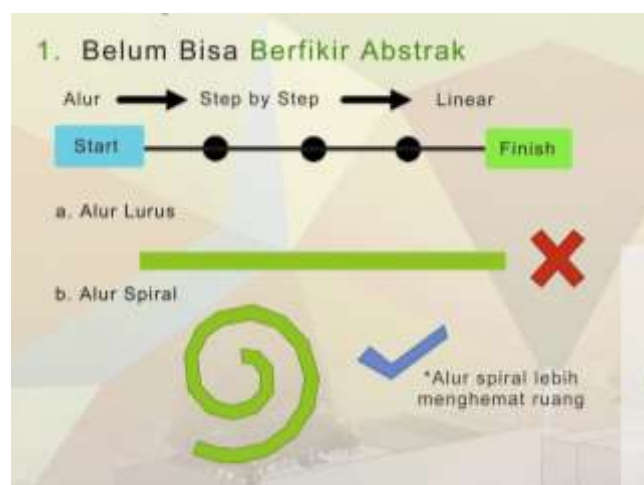 1. Belum Bisa Berfikir Abstrak
Alur Step by Step Linear
Start Finish
a. Alur Lurus
b. Alur Spiral
*Alur spiral lebih
menghemat ruang